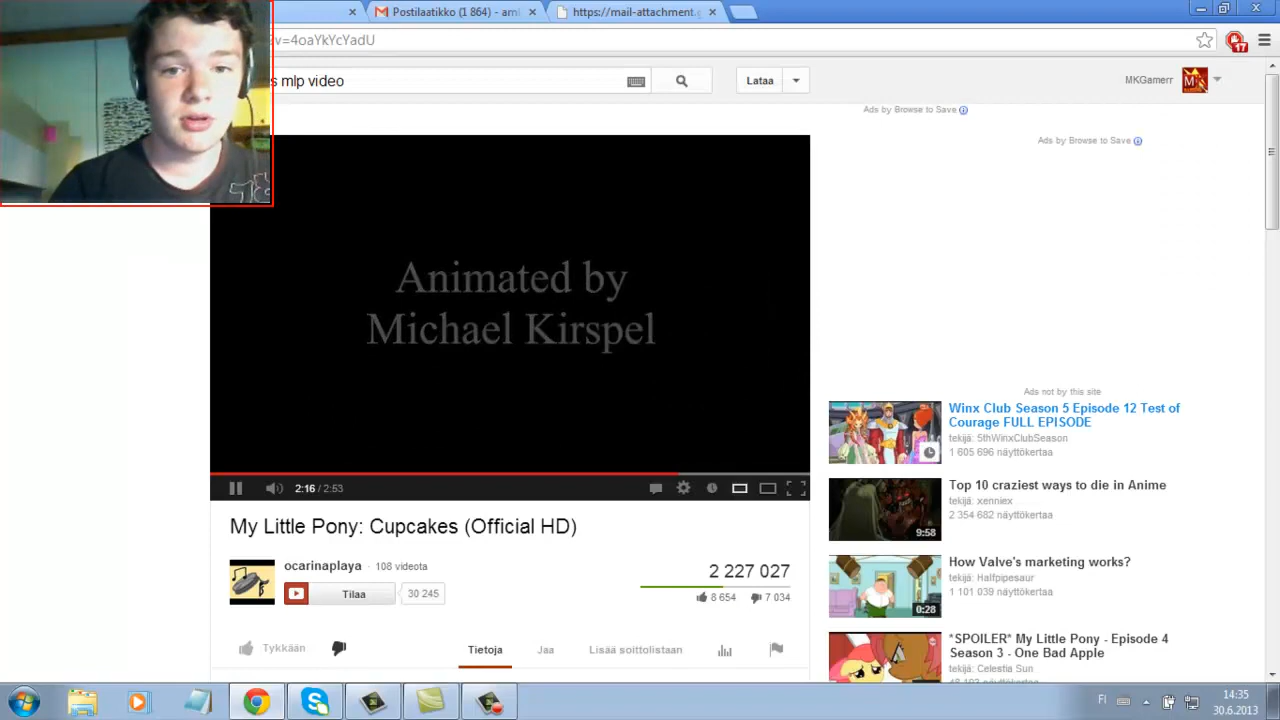 Postilaatikko (1 864) - aml
https://mail-attachment.g
v=4oaYkYcYadU
17
s mlp video
Lataa
MKGamerr
Ads by Browse to Save
Ads by Browse to Save
Animated by
Michael Kirspel
Ads not by this site
Winx Club Season 5 Episode 12 Test of
Courage FULL EPISODE
tekijä: 5thWinxClubSeason
1 605 696 näyttökertaa
Top 10 craziest ways to die in Anime
tekijä: xenniex
2 354 682 näyttökertaa
9:58
2:16 / 2:53
My Little Pony: Cupcakes (Official HD)
ocarinaplaya · 108 videota
Tilaa
30 245
2 227 027
8 654
7 034
How Valve's marketing works?
tekijä: Halfpipesaur
1 101 039 näyttökertaa
0:28
*SPOILER* My Little Pony - Episode 4
Season 3 - One Bad Apple
tekijä: Celestia Sun
Tykkään
Tietoja
Jaa
Lisää soittolistaan
FI
14:35
30.6.2013